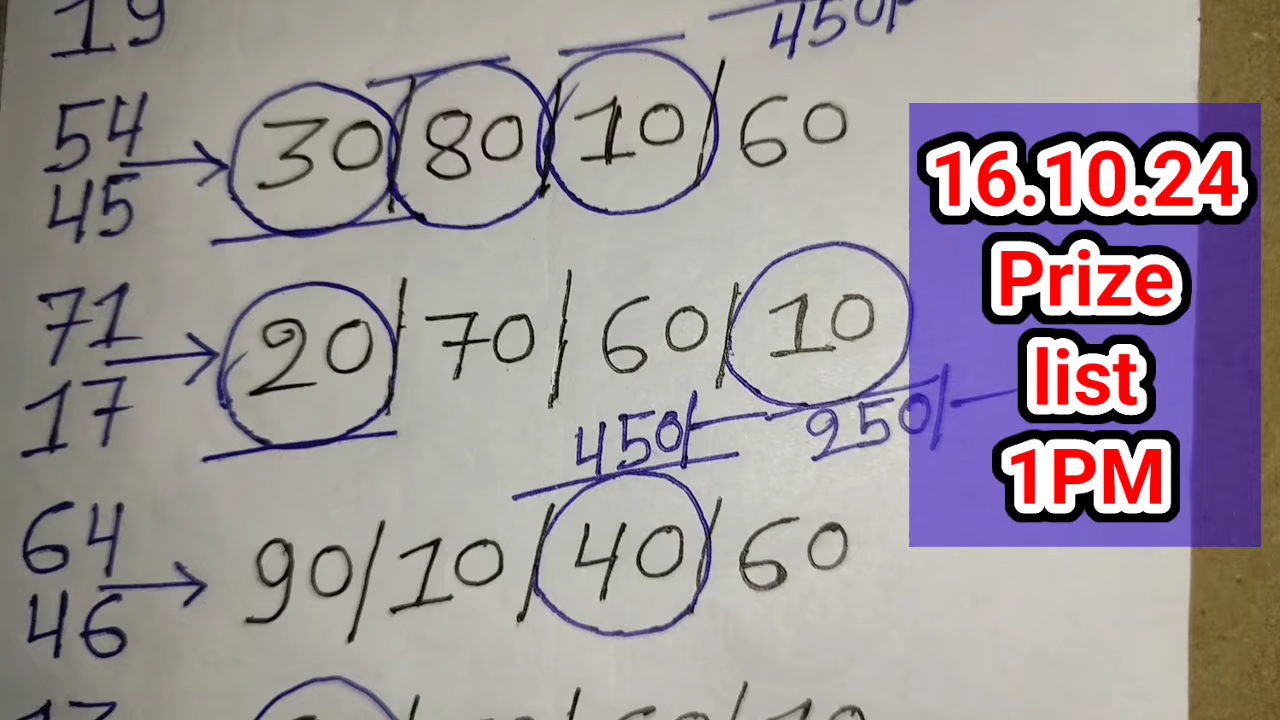 19
450/-
54
45 → 30/80/10/60
71
17 → 20/70/60/10
450/- 250/-
64
46 → 90/10/40/60
16.10.24
Prize
list
1PM